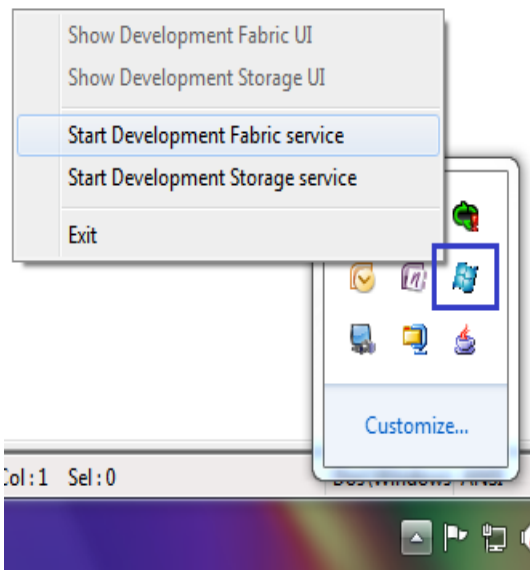 Show Development Fabric UI
Show Development Storage UI
Start Development Fabric service
Start Development Storage service
Exit
Customize...
Col:1 Sel:0